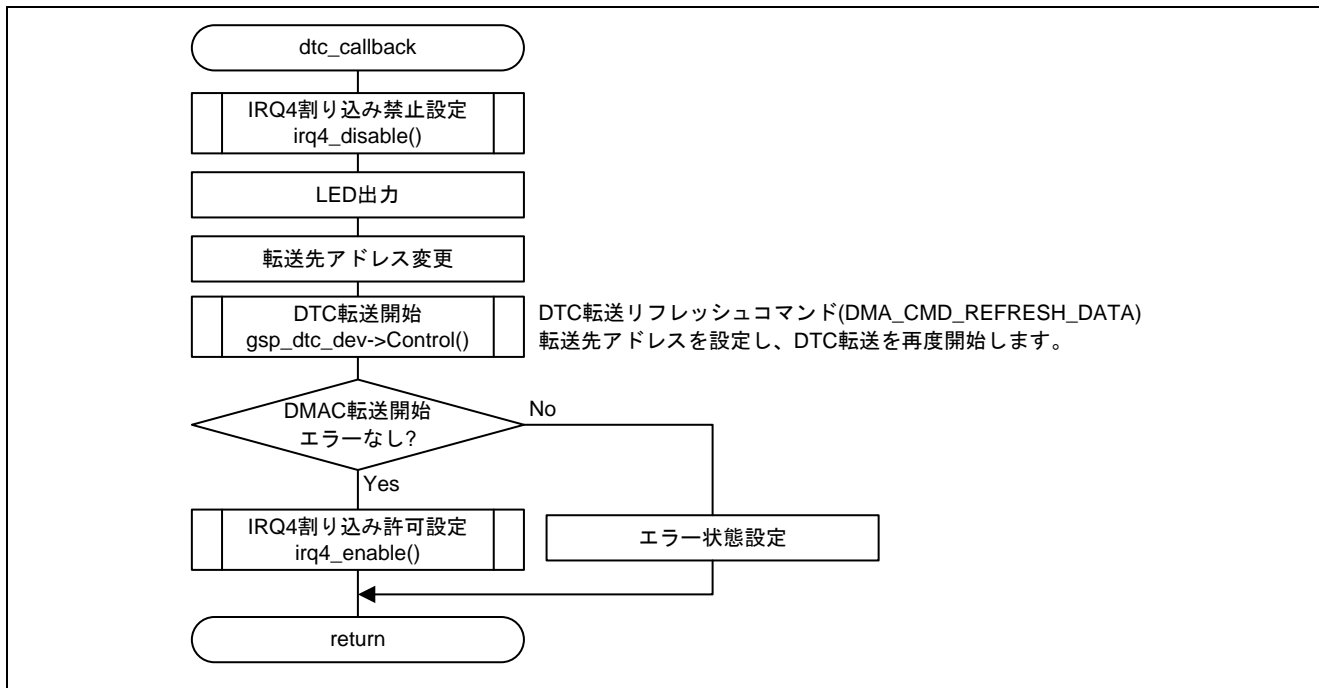 dtc_callback
IRQ4割り込み禁止設定
irq4_disable()
LED出力
転送先アドレス変更
DTC転送開始
gsp_dtc_dev->Control()
DTC転送リフレッシュコマンド(DMA_CMD_REFRESH_DATA)
転送先アドレスを設定し、DTC転送を再度開始します。
DMAC転送開始
エラーなし?
No
Yes
IRQ4割り込み許可設定
irq4_enable()
エラー状態設定
return